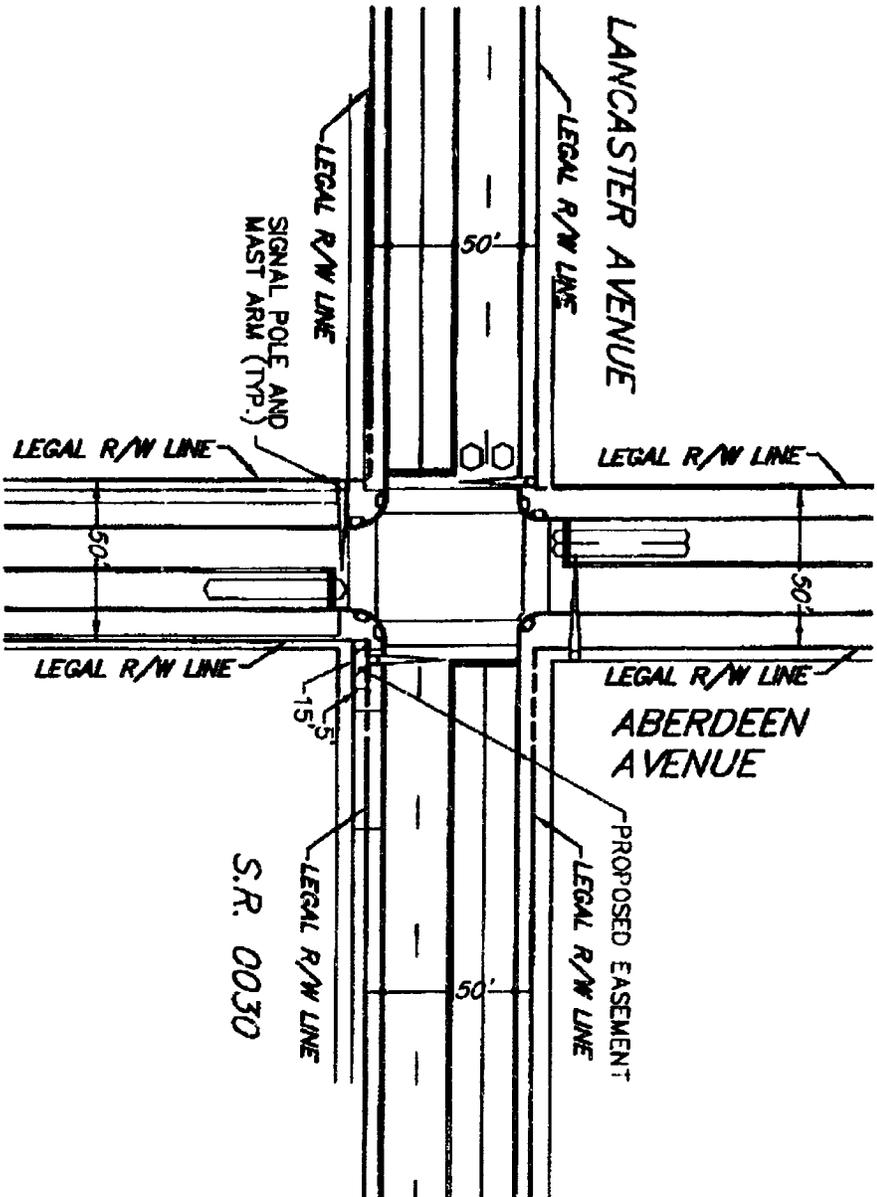 LANCASTER AVENUE
LEGAL R/W LINE
LEGAL R/W LINE
50'
SIGNAL POLE AND
MAST ARM (TYP.)
LEGAL R/W LINE
LEGAL R/W LINE
50'
50'
LEGAL R/W LINE
LEGAL R/W LINE
5'
15'
ABERDEEN
AVENUE
PROPOSED EASEMENT
LEGAL R/W LINE
LEGAL R/W LINE
S.R. 0030
50'